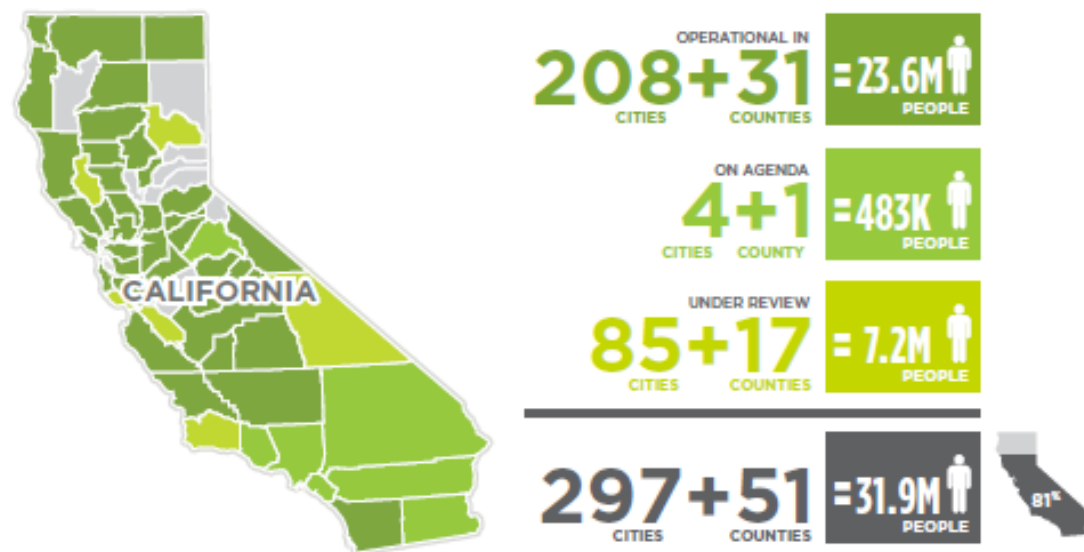 CALIFORNIA
OPERATIONAL IN
208+31
CITIES COUNTIES
=23.6M
PEOPLE
ON AGENDA
4+1
CITIES COUNTY
=483K
PEOPLE
UNDER REVIEW
85+17
CITIES COUNTIES
= 7.2M
PEOPLE
297+51
CITIES COUNTIES
=31.9M
PEOPLE
81%